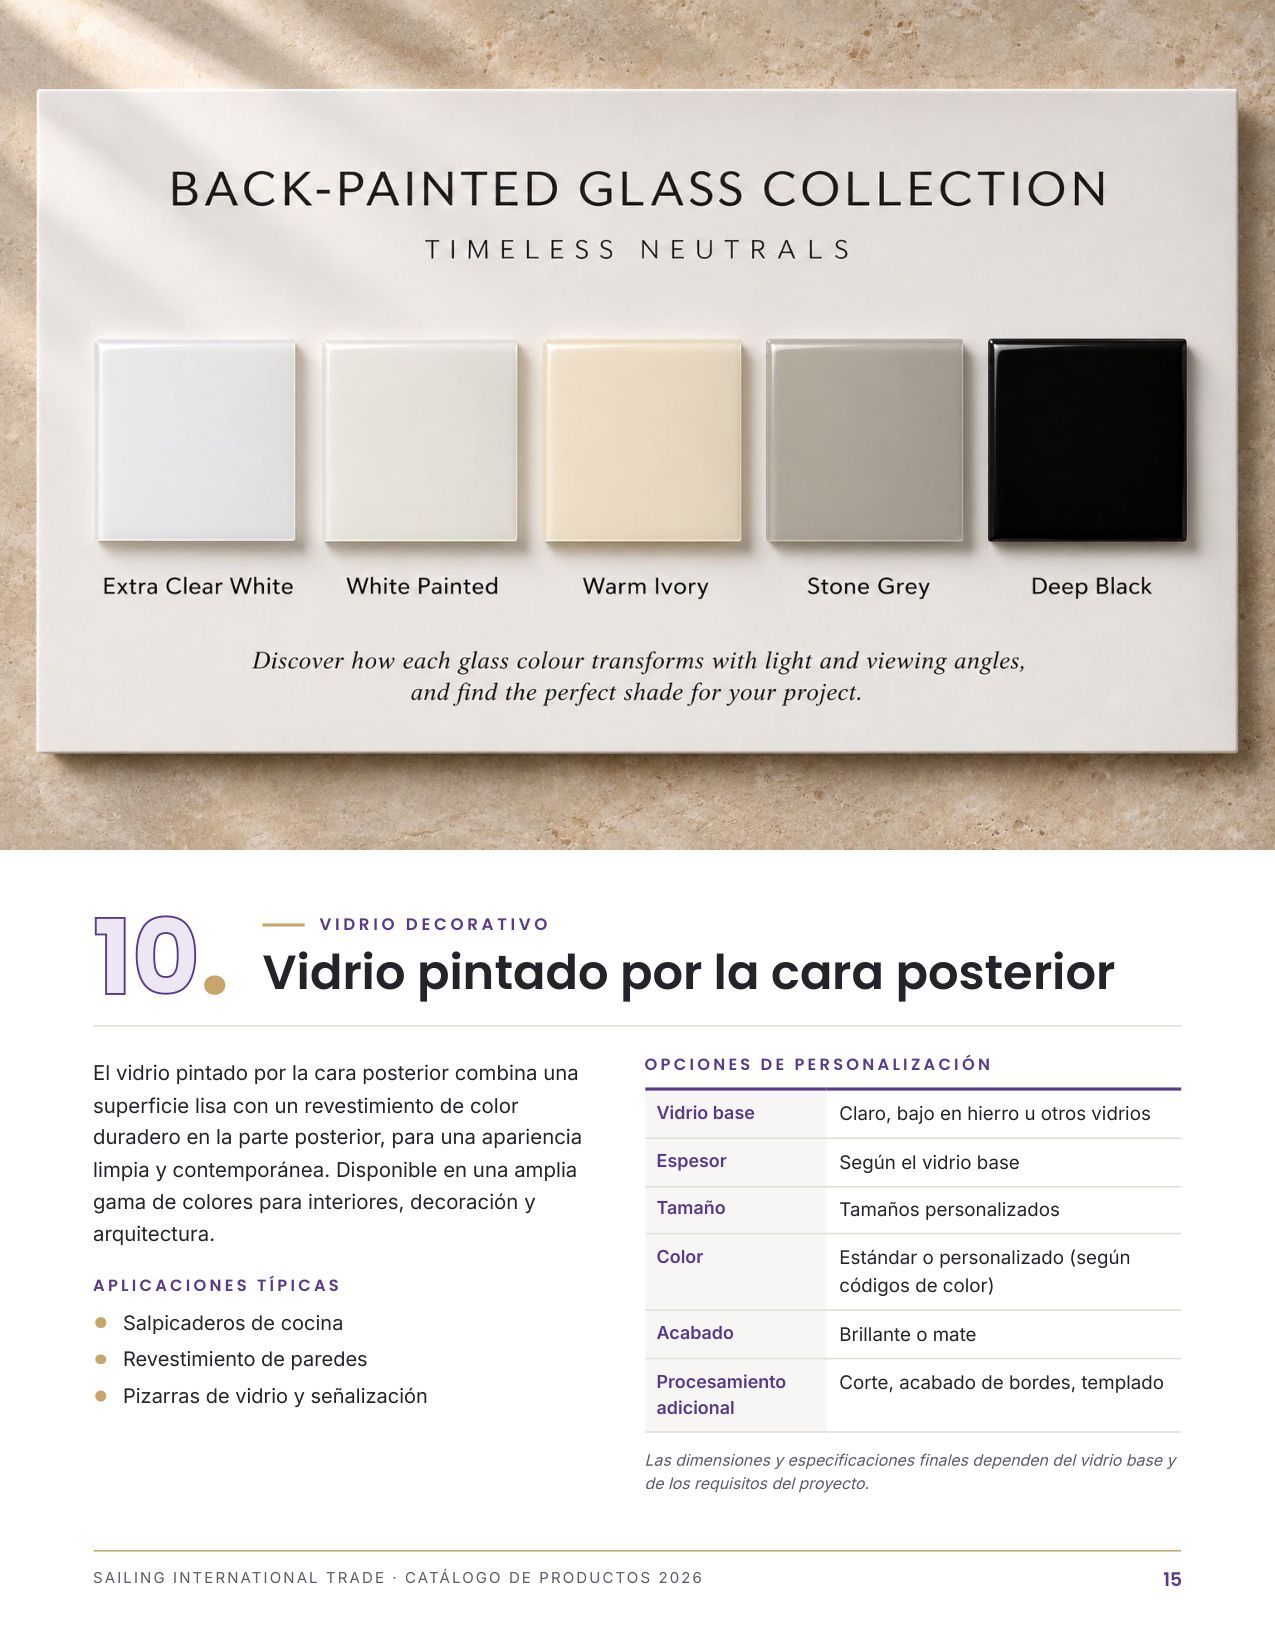 BACK-PAINTED GLASS COLLECTION
TIMELESS NEUTRALS
Extra Clear White
White Painted
Warm Ivory
Stone Grey
Deep Black
Discover how each glass colour transforms with light and viewing angles,
and find the perfect shade for your project.
10.
VIDRIO DECORATIVO
Vidrio pintado por la cara posterior
El vidrio pintado por la cara posterior combina una
superficie lisa con un revestimiento de color
duradero en la parte posterior, para una apariencia
limpia y contemporánea. Disponible en una amplia
gama de colores para interiores, decoración y
arquitectura.
APLICACIONES TÍPICAS
Salpicaderos de cocina
Revestimiento de paredes
Pizarras de vidrio y señalización
OPCIONES DE PERSONALIZACIÓN
Vidrio base Claro, bajo en hierro u otros vidrios
Espesor Según el vidrio base
Tamaño Tamaños personalizados
Color Estándar o personalizado (según
códigos de color)
Acabado Brillante o mate
Procesamiento Corte, acabado de bordes, templado
adicional
Las dimensiones y especificaciones finales dependen del vidrio base y
de los requisitos del proyecto.
SAILING INTERNATIONAL TRADE · CATÁLOGO DE PRODUCTOS 2026
15